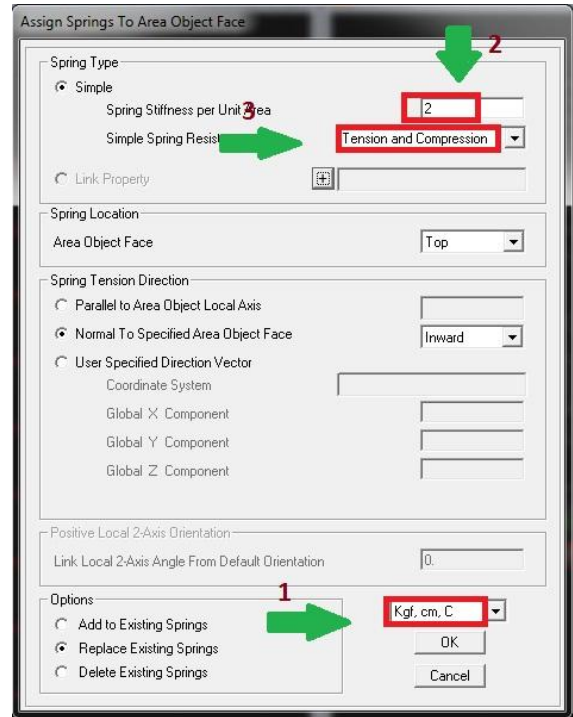 Assign Springs To Area Object Face
2
Spring Type
Simple
Spring Stiffness per Unit Area 2
3
Simple Spring Resist Tension and Compression
Link Property
Spring Location
Area Object Face Top
Spring Tension Direction
Parallel to Area Object Local Axis
Normal To Specified Area Object Face Inward
User Specified Direction Vector
Coordinate System
Global X Component
Global Y Component
Global Z Component
Positive Local 2-Axis Orientation
Link Local 2-Axis Angle From Default Orientation 0.
Options
1
Kgf, cm, C
Add to Existing Springs
Replace Existing Springs
OK
Delete Existing Springs
Cancel